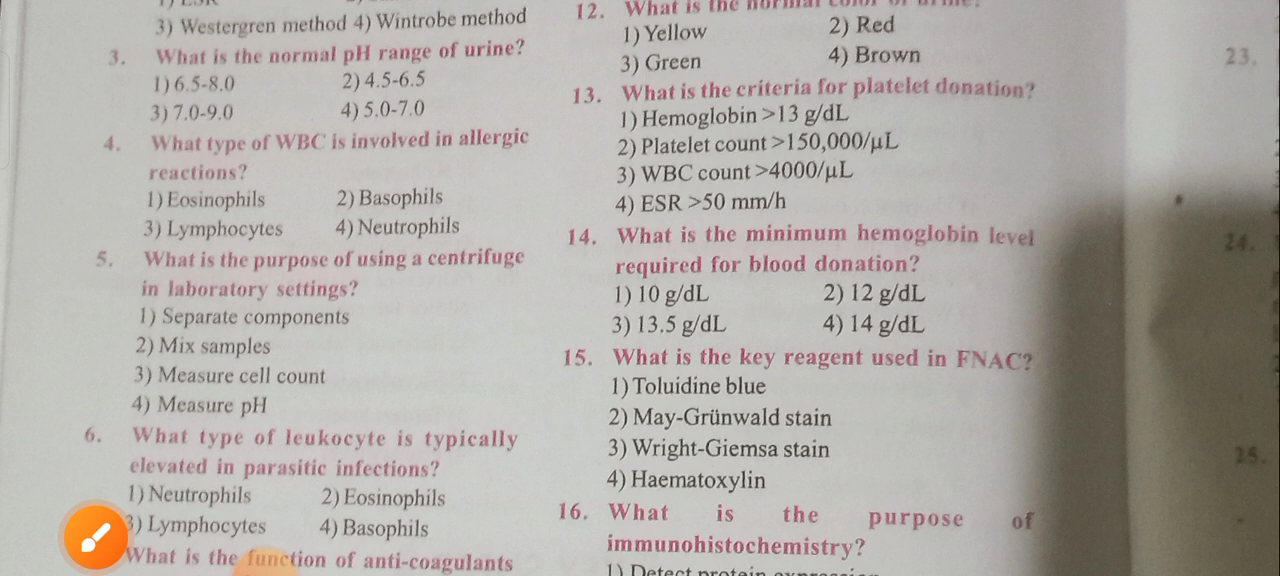 3) Westergren method 4) Wintrobe method
3. What is the normal pH range of urine?
1) 6.5-8.0 2) 4.5-6.5
3) 7.0-9.0 4) 5.0-7.0
4. What type of WBC is involved in allergic
reactions?
1) Eosinophils 2) Basophils
3) Lymphocytes 4) Neutrophils
5. What is the purpose of using a centrifuge
in laboratory settings?
1) Separate components
2) Mix samples
3) Measure cell count
4) Measure pH
6. What type of leukocyte is typically
elevated in parasitic infections?
1) Neutrophils 2) Eosinophils
3) Lymphocytes 4) Basophils
What is the function of anti-coagulants
12. What is the normal color of urine?
1) Yellow 2) Red
3) Green 4) Brown
13. What is the criteria for platelet donation?
1) Hemoglobin >13 g/dL
2) Platelet count >150,000/μL
3) WBC count >4000/μL
4) ESR >50 mm/h
14. What is the minimum hemoglobin level
required for blood donation?
1) 10 g/dL 2) 12 g/dL
3) 13.5 g/dL 4) 14 g/dL
15. What is the key reagent used in FNAC?
1) Toluidine blue
2) May-Grünwald stain
3) Wright-Giemsa stain
4) Haematoxylin
16. What is the purpose of
immunohistochemistry?
1) Detect protein expression
23.
24.
25.